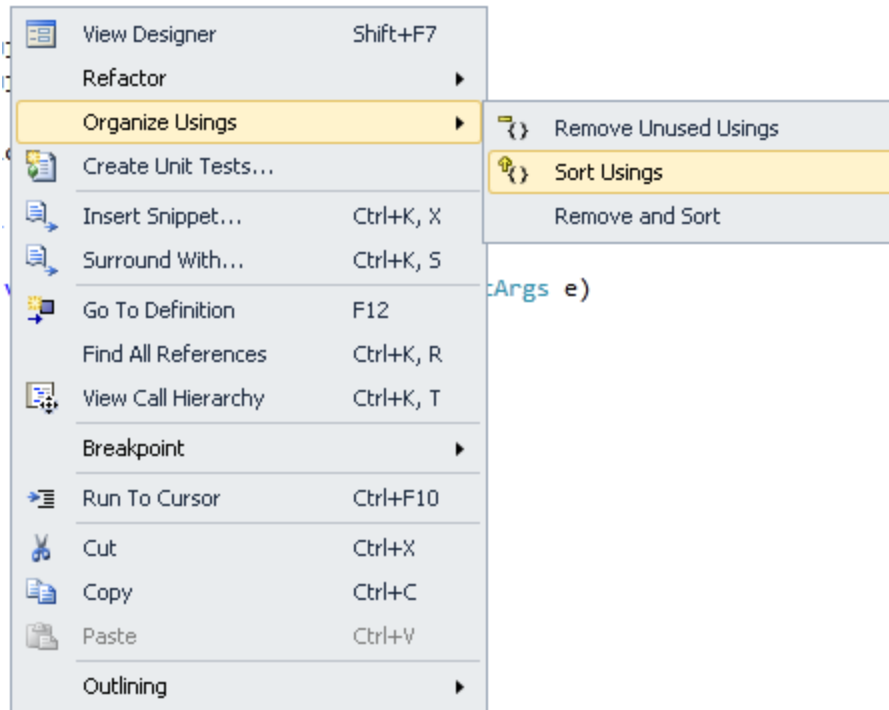 View Designer Shift+F7
Refactor
Organize Usings
Remove Unused Usings
Create Unit Tests...
Sort Usings
Insert Snippet... Ctrl+K, X
Remove and Sort
Surround With... Ctrl+K, S
tArgs e)
Go To Definition F12
Find All References Ctrl+K, R
View Call Hierarchy Ctrl+K, T
Breakpoint
Run To Cursor Ctrl+F10
Cut Ctrl+X
Copy Ctrl+C
Paste Ctrl+V
Outlining